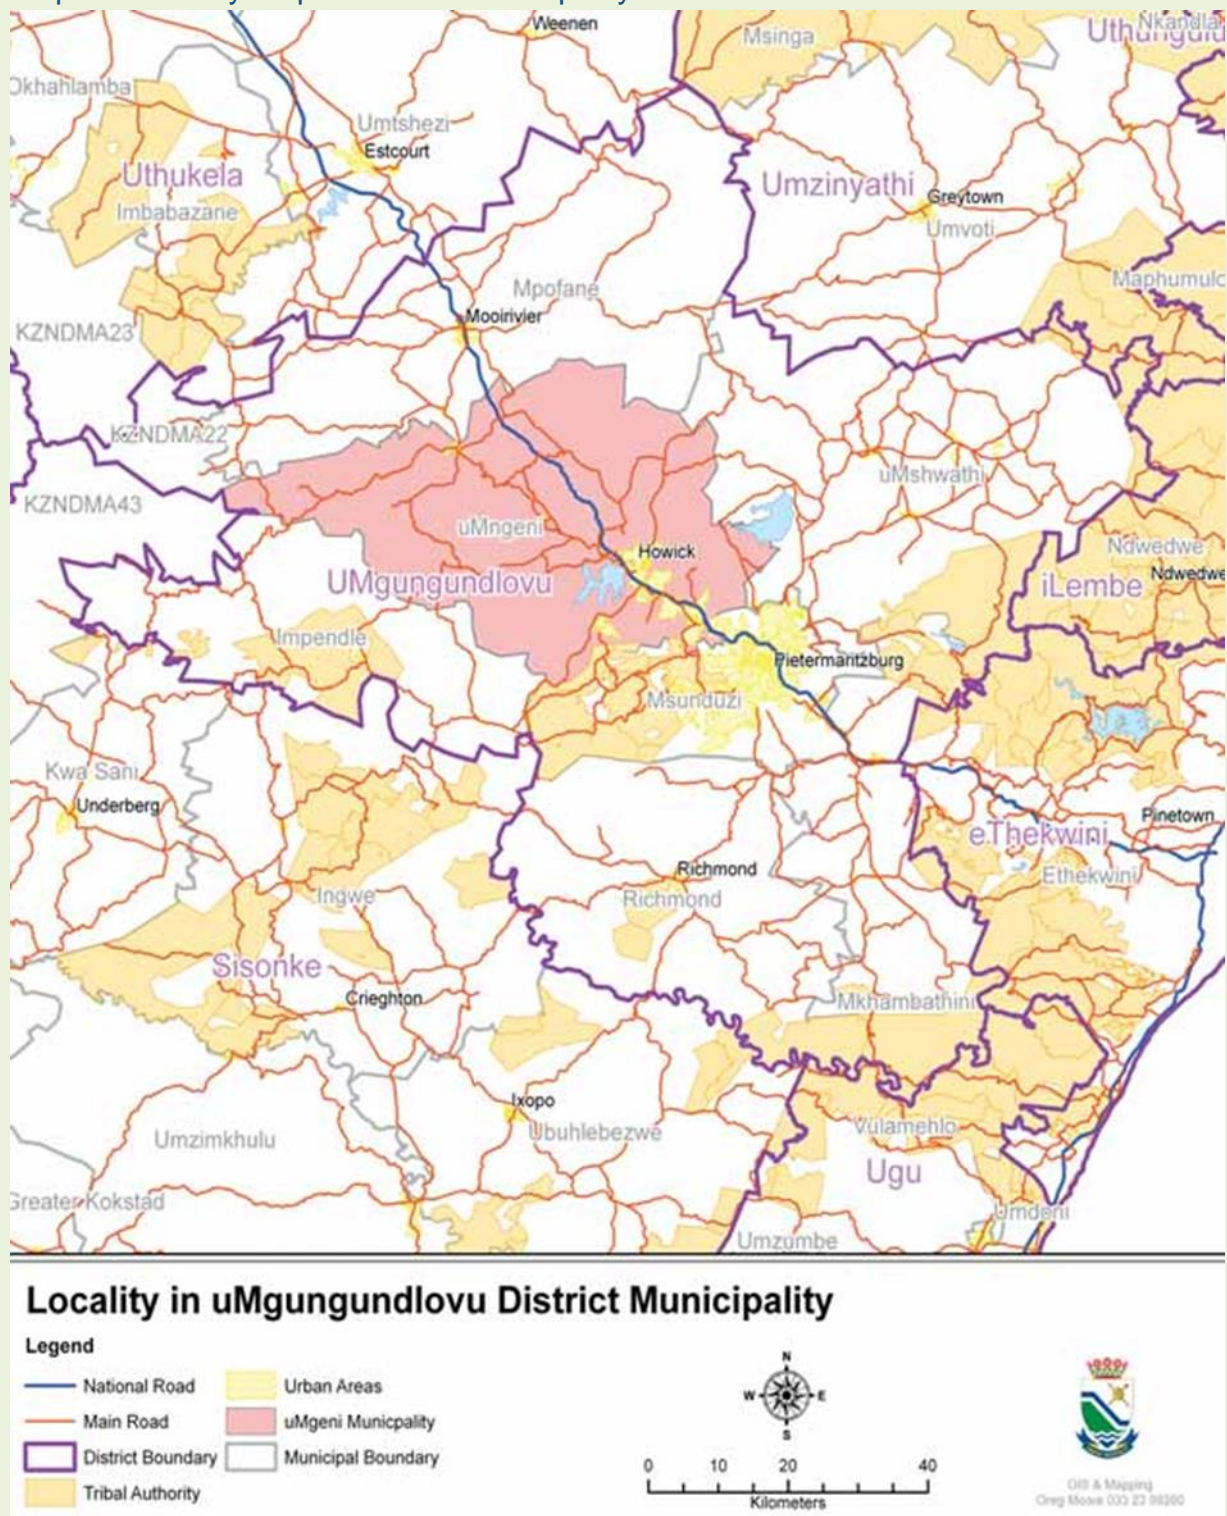 Weenen
Nkandla
Msinga
Uthungulu
Okhahlamba
Umtshezi
Estcourt
Uthukela
Umzinyathi
Greytown
Imbabazane
Umvoti
Maphumulo
Mpofane
Mooirivier
KZNDMA23
KZNDMA22
uMshwathi
KZNDMA43
uMngeni
Howick
Ndwedwe
Ndwedwe
UMgungundlovu
iLembe
Impendle
Pietermaritzburg
Msunduzi
Kwa Sani
Underberg
Pinetown
eThekwini
Richmond
Ethekwini
Ingwe
Richmond
Sisonke
Crieghton
Mkhambathini
Ixopo
Vulamehlo
Ubuhlebezwe
Umzimkhulu
Ugu
Greater Kokstad
Umdoni
Umzumbe
Locality in uMgungundlovu District Municipality
Legend
National Road
Urban Areas
Main Road
uMgeni Municpality
District Boundary
Municipal Boundary
Tribal Authority
N
W E
S
0 10 20 40
Kilometers
GIS & Mapping